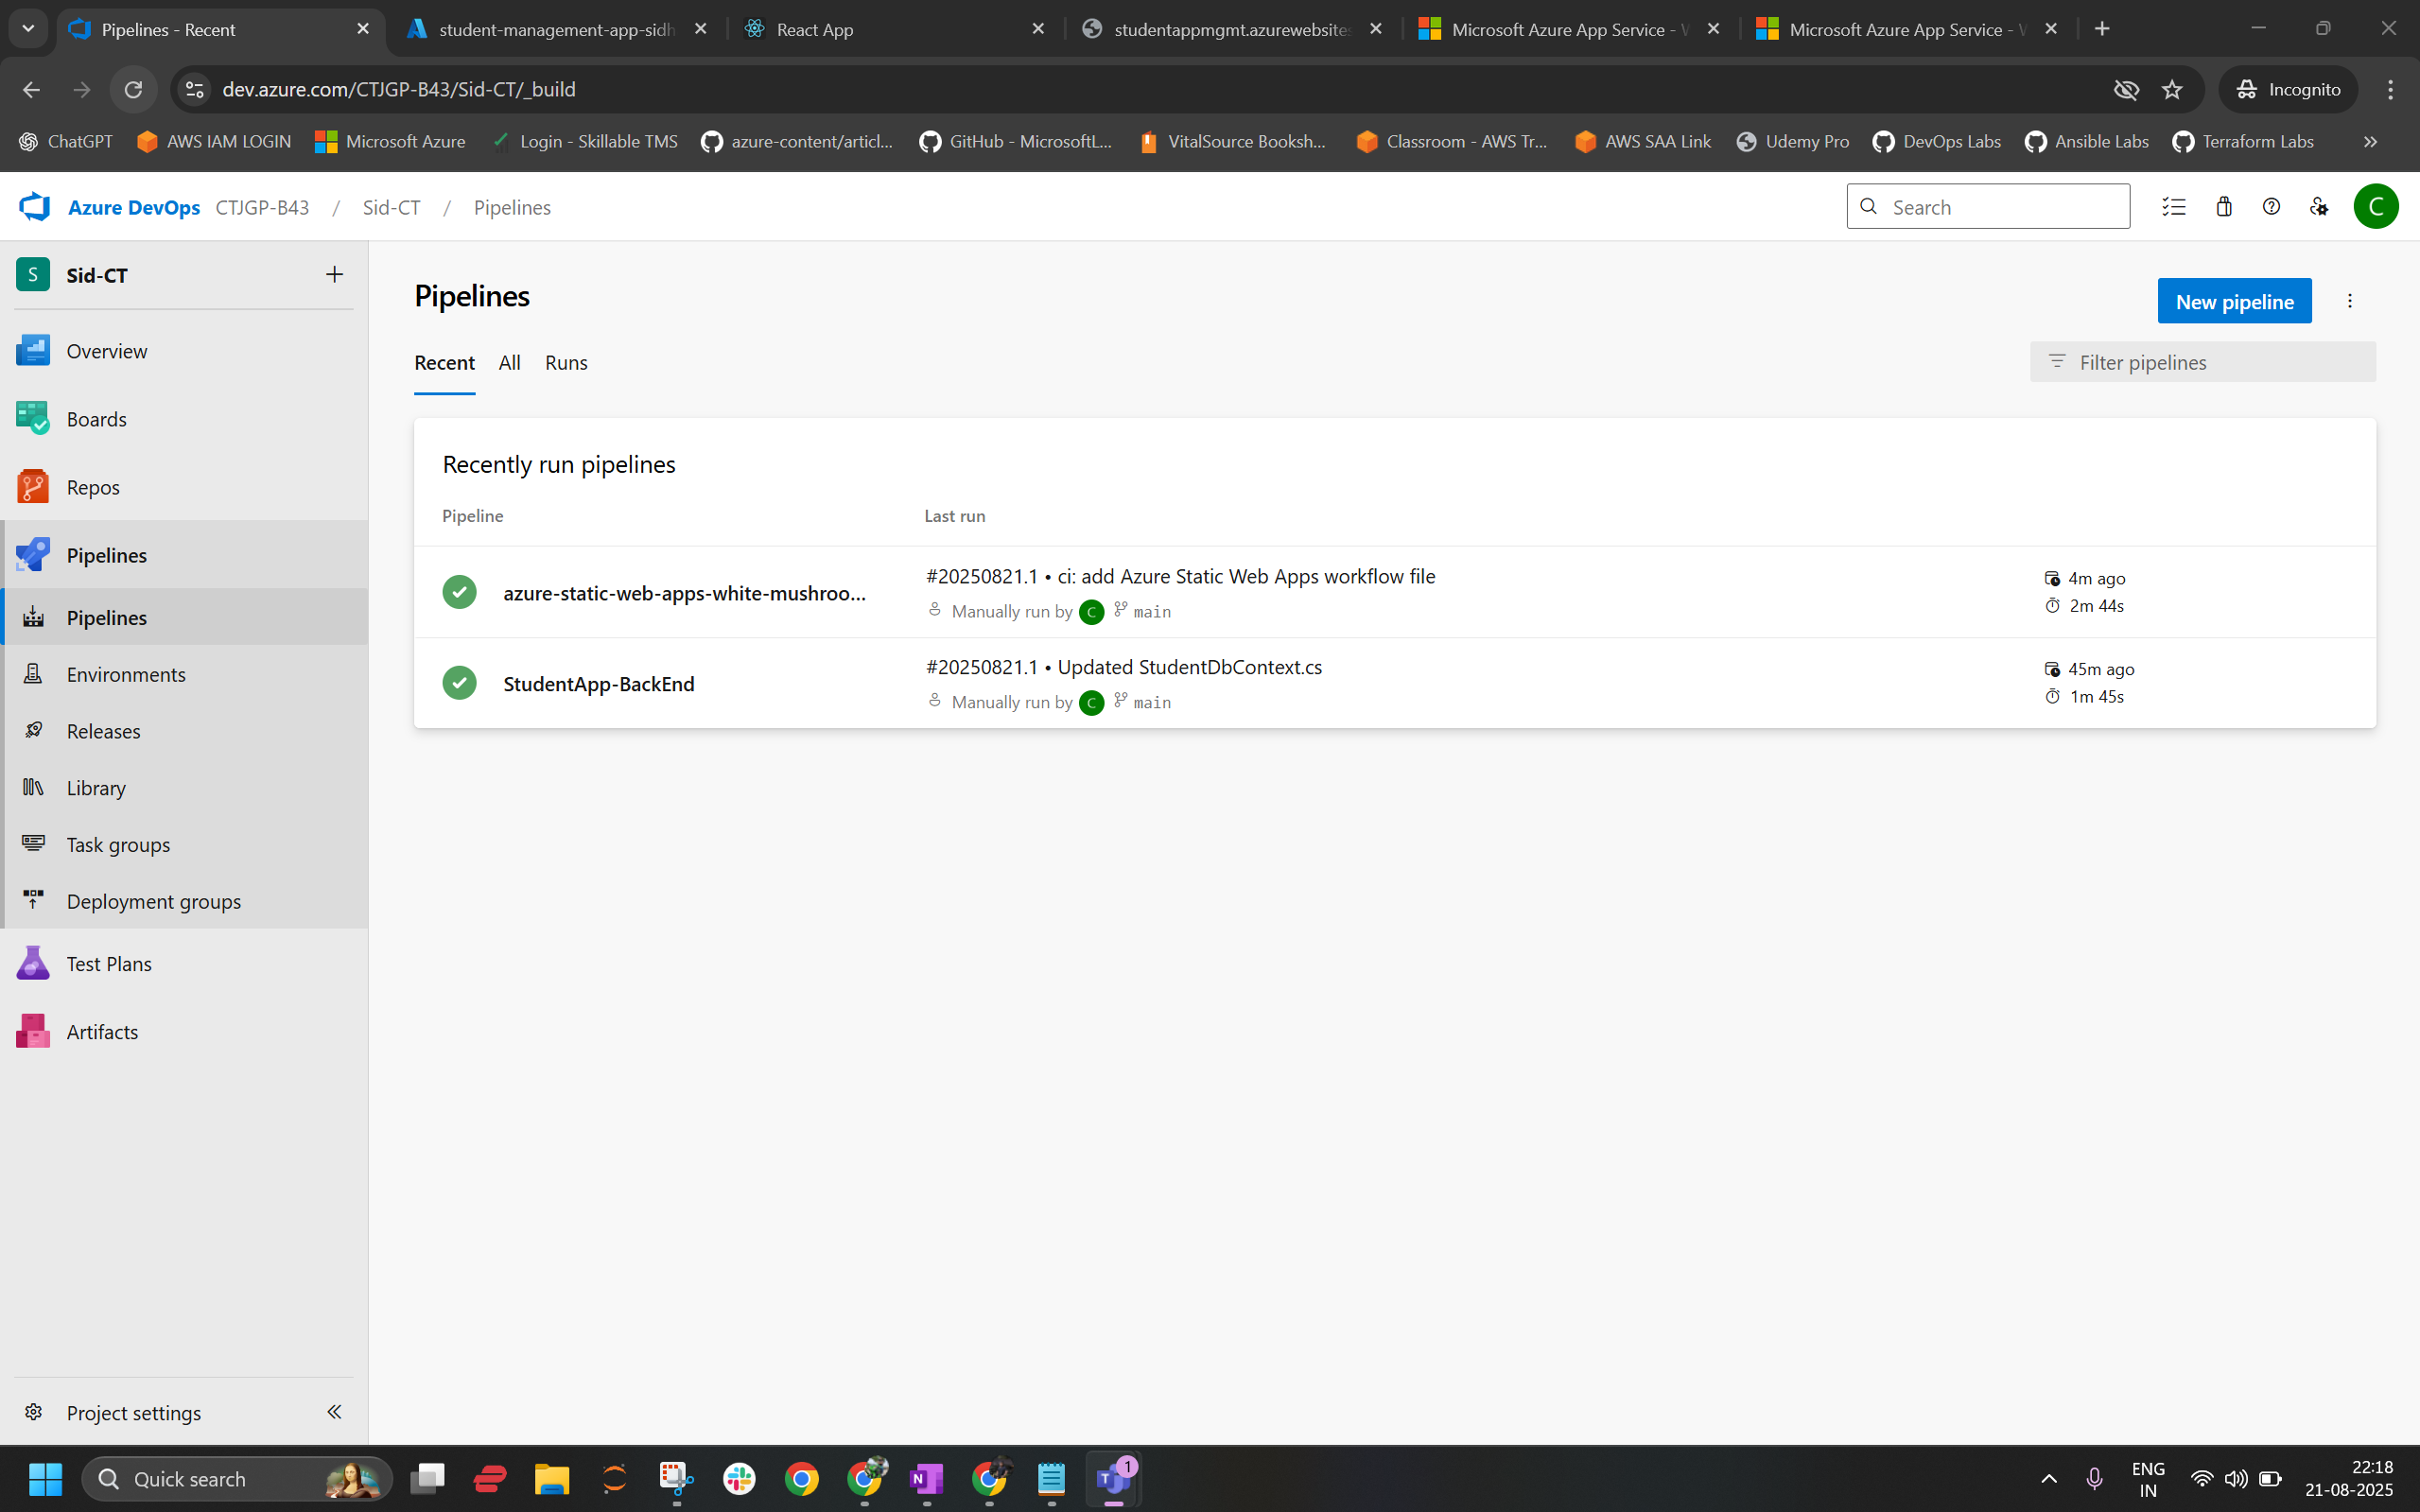 Pipelines - Recent
student-management-app-sidh
React App
studentappmgmt.azurewebsites
Microsoft Azure App Service - W
Microsoft Azure App Service - W
dev.azure.com/CTJGP-B43/Sid-CT/_build
Incognito
ChatGPT
AWS IAM LOGIN
Microsoft Azure
Login - Skillable TMS
azure-content/articl...
GitHub - MicrosoftL...
VitalSource Booksh...
Classroom - AWS Tr...
AWS SAA Link
Udemy Pro
DevOps Labs
Ansible Labs
Terraform Labs
Azure DevOps CTJGP-B43 / Sid-CT / Pipelines
Search
C
S Sid-CT
Overview
Boards
Repos
Pipelines
Pipelines
Environments
Releases
Library
Task groups
Deployment groups
Test Plans
Artifacts
Project settings
Pipelines
New pipeline
Recent All Runs
Filter pipelines
Recently run pipelines
Pipeline Last run
azure-static-web-apps-white-mushroo...
#20250821.1 • ci: add Azure Static Web Apps workflow file
Manually run by C main
4m ago
2m 44s
StudentApp-BackEnd
#20250821.1 • Updated StudentDbContext.cs
Manually run by C main
45m ago
1m 45s
Quick search
1
ENG
IN
22:18
21-08-2025